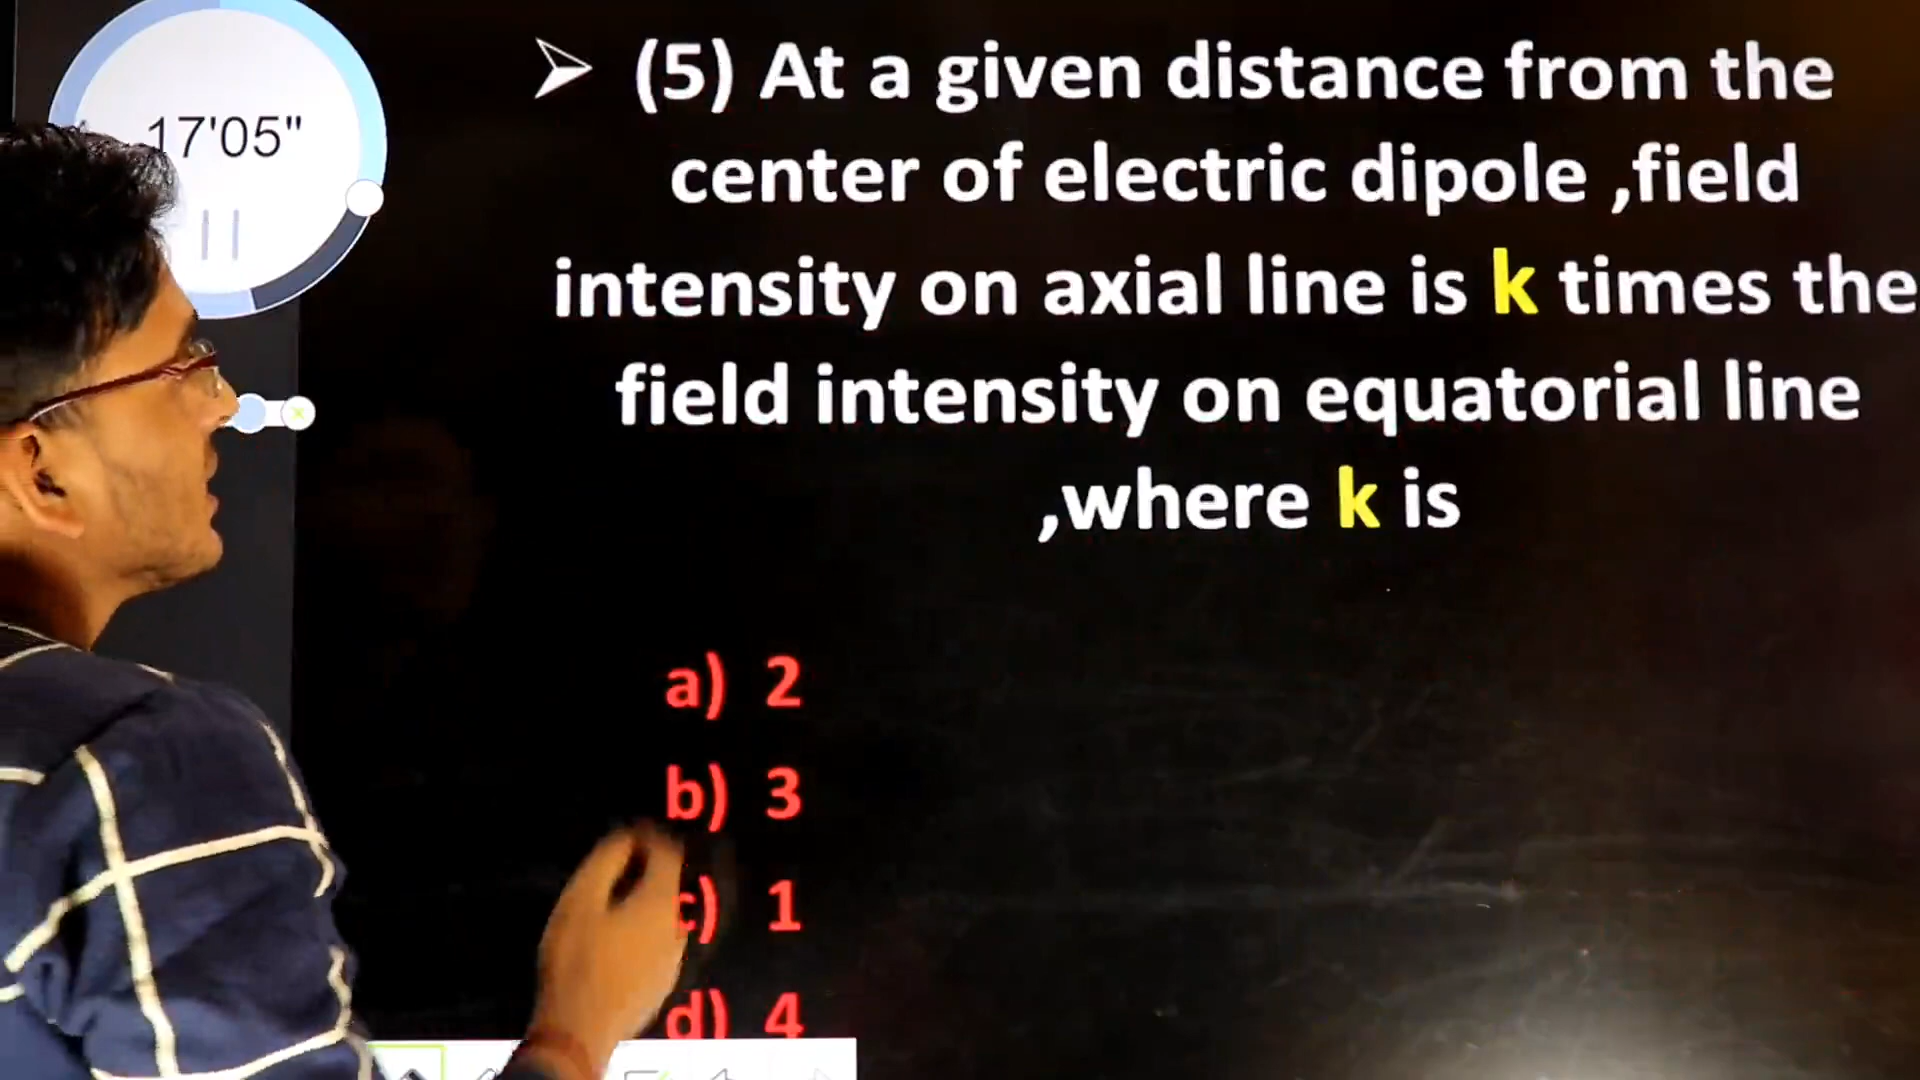 17'05"
(5) At a given distance from the
center of electric dipole ,field
intensity on axial line is k times the
field intensity on equatorial line
,where k is
a) 2
b) 3
c) 1
d) 4